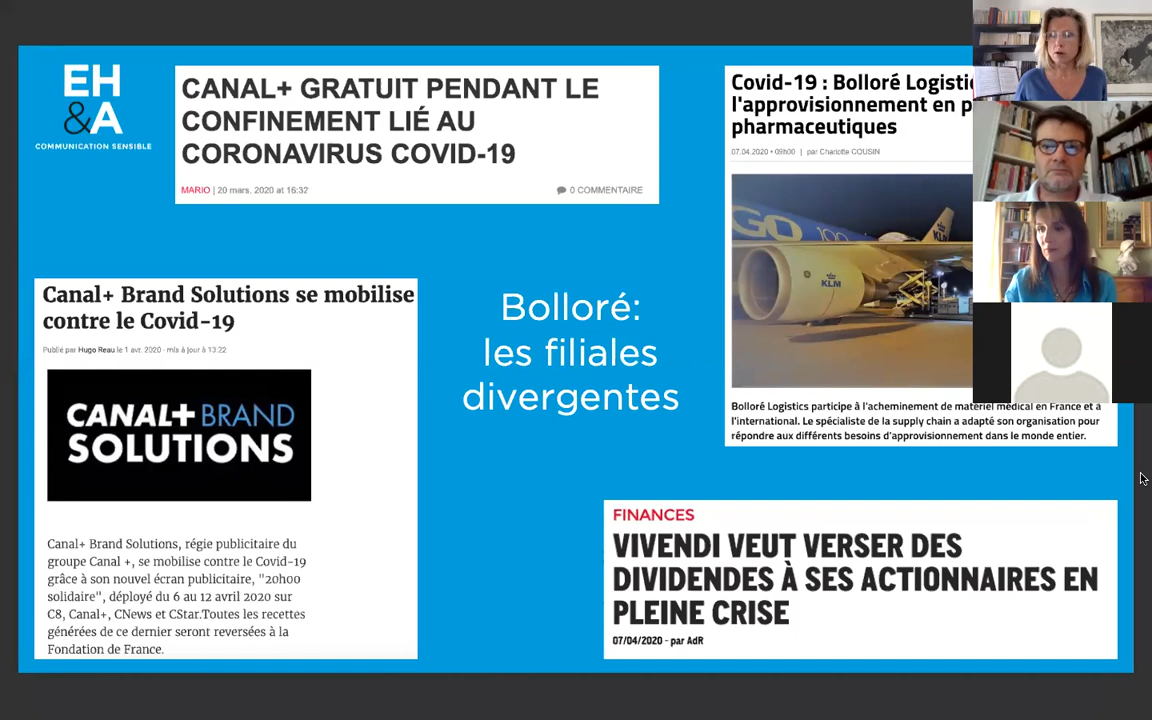 EH
&A
COMMUNICATION SENSIBLE
CANAL+ GRATUIT PENDANT LE
CONFINEMENT LIÉ AU
CORONAVIRUS COVID-19
MARIO | 20 mars, 2020 at 16:32
0 COMMENTAIRE
Covid-19 : Bolloré Logisti
l'approvisionnement en p
pharmaceutiques
07.04.2020 • 09h00 | par Charlotte COUSIN
GO 100
KLM
KLM
Bolloré Logistics participe à l'acheminement de matériel médical en France et à
l'international. Le spécialiste de la supply chain a adapté son organisation pour
répondre aux différents besoins d'approvisionnement dans le monde entier.
Canal+ Brand Solutions se mobilise
contre le Covid-19
Publié par Hugo Reau le 1 avr. 2020 - mis à jour à 13:22
CANAL+ BRAND
SOLUTIONS
Canal+ Brand Solutions, régie publicitaire du
groupe Canal +, se mobilise contre le Covid-19
grâce à son nouvel écran publicitaire, "20h00
solidaire", déployé du 6 au 12 avril 2020 sur
C8, Canal+, CNews et CStar.Toutes les recettes
générées de ce dernier seront reversées à la
Fondation de France.
Bolloré:
les filiales
divergentes
FINANCES
VIVENDI VEUT VERSER DES
DIVIDENDES À SES ACTIONNAIRES EN
PLEINE CRISE
07/04/2020 - par AdR